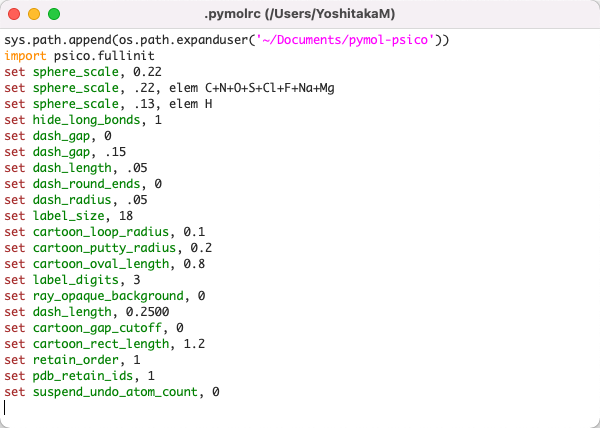 .pymolrc (/Users/YoshitakaM)
sys.path.append(os.path.expanduser('~/Documents/pymol-psico'))
import psico.fullinit
set sphere_scale, 0.22
set sphere_scale, .22, elem C+N+O+S+Cl+F+Na+Mg
set sphere_scale, .13, elem H
set hide_long_bonds, 1
set dash_gap, 0
set dash_gap, .15
set dash_length, .05
set dash_round_ends, 0
set dash_radius, .05
set label_size, 18
set cartoon_loop_radius, 0.1
set cartoon_putty_radius, 0.2
set cartoon_oval_length, 0.8
set label_digits, 3
set ray_opaque_background, 0
set dash_length, 0.2500
set cartoon_gap_cutoff, 0
set cartoon_rect_length, 1.2
set retain_order, 1
set pdb_retain_ids, 1
set suspend_undo_atom_count, 0